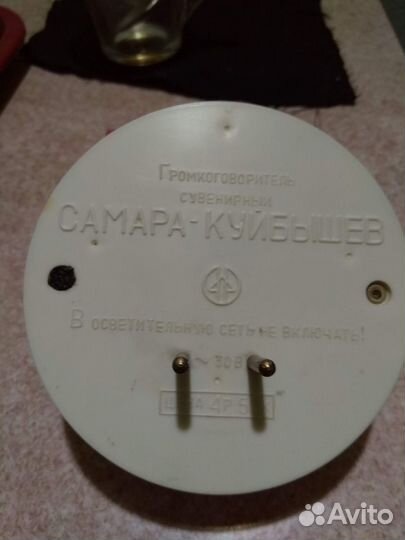 Громкоговоритель
сувенирный
САМАРА-КУЙБЫШЕВ
В осветительную сеть не включать!
~ 30В
Avito